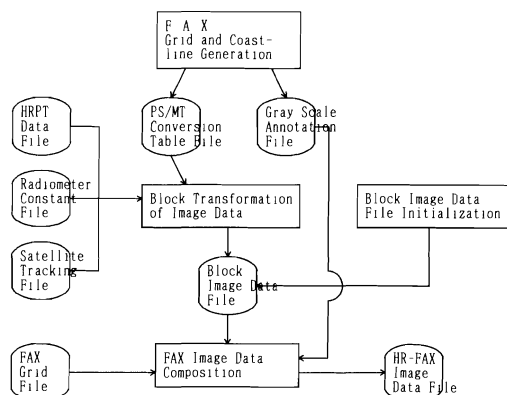 F A X
Grid and Coast-
line Generation
HRPT
Data
File
PS/MT
Conversion
Table File
Gray Scale
Annotation
File
Radiometer
Constant
File
Block Transformation
of Image Data
Block Image Data
File Initialization
Satellite
Tracking
File
Block
Image Data
File
FAX
Grid
File
FAX Image Data
Composition
HR-FAX
Image
Data File